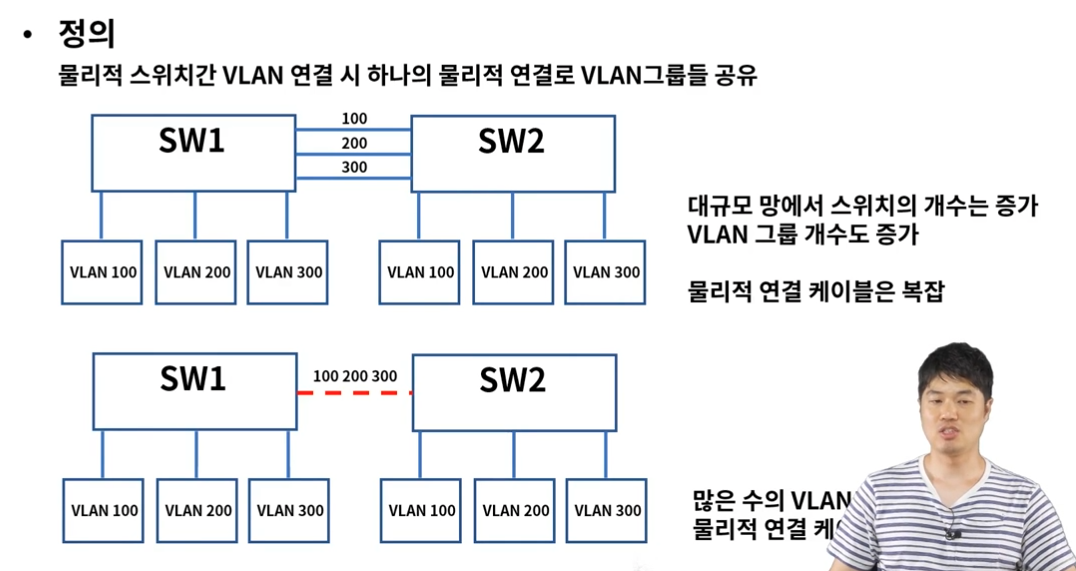 • 정의
물리적 스위치간 VLAN 연결 시 하나의 물리적 연결로 VLAN그룹들 공유
SW1
100
200
300
SW2
VLAN 100
VLAN 200
VLAN 300
VLAN 100
VLAN 200
VLAN 300
대규모 망에서 스위치의 개수는 증가
VLAN 그룹 개수도 증가
물리적 연결 케이블은 복잡
SW1
100 200 300
SW2
VLAN 100
VLAN 200
VLAN 300
VLAN 100
VLAN 200
VLAN 300
많은 수의 VLAN
물리적 연결